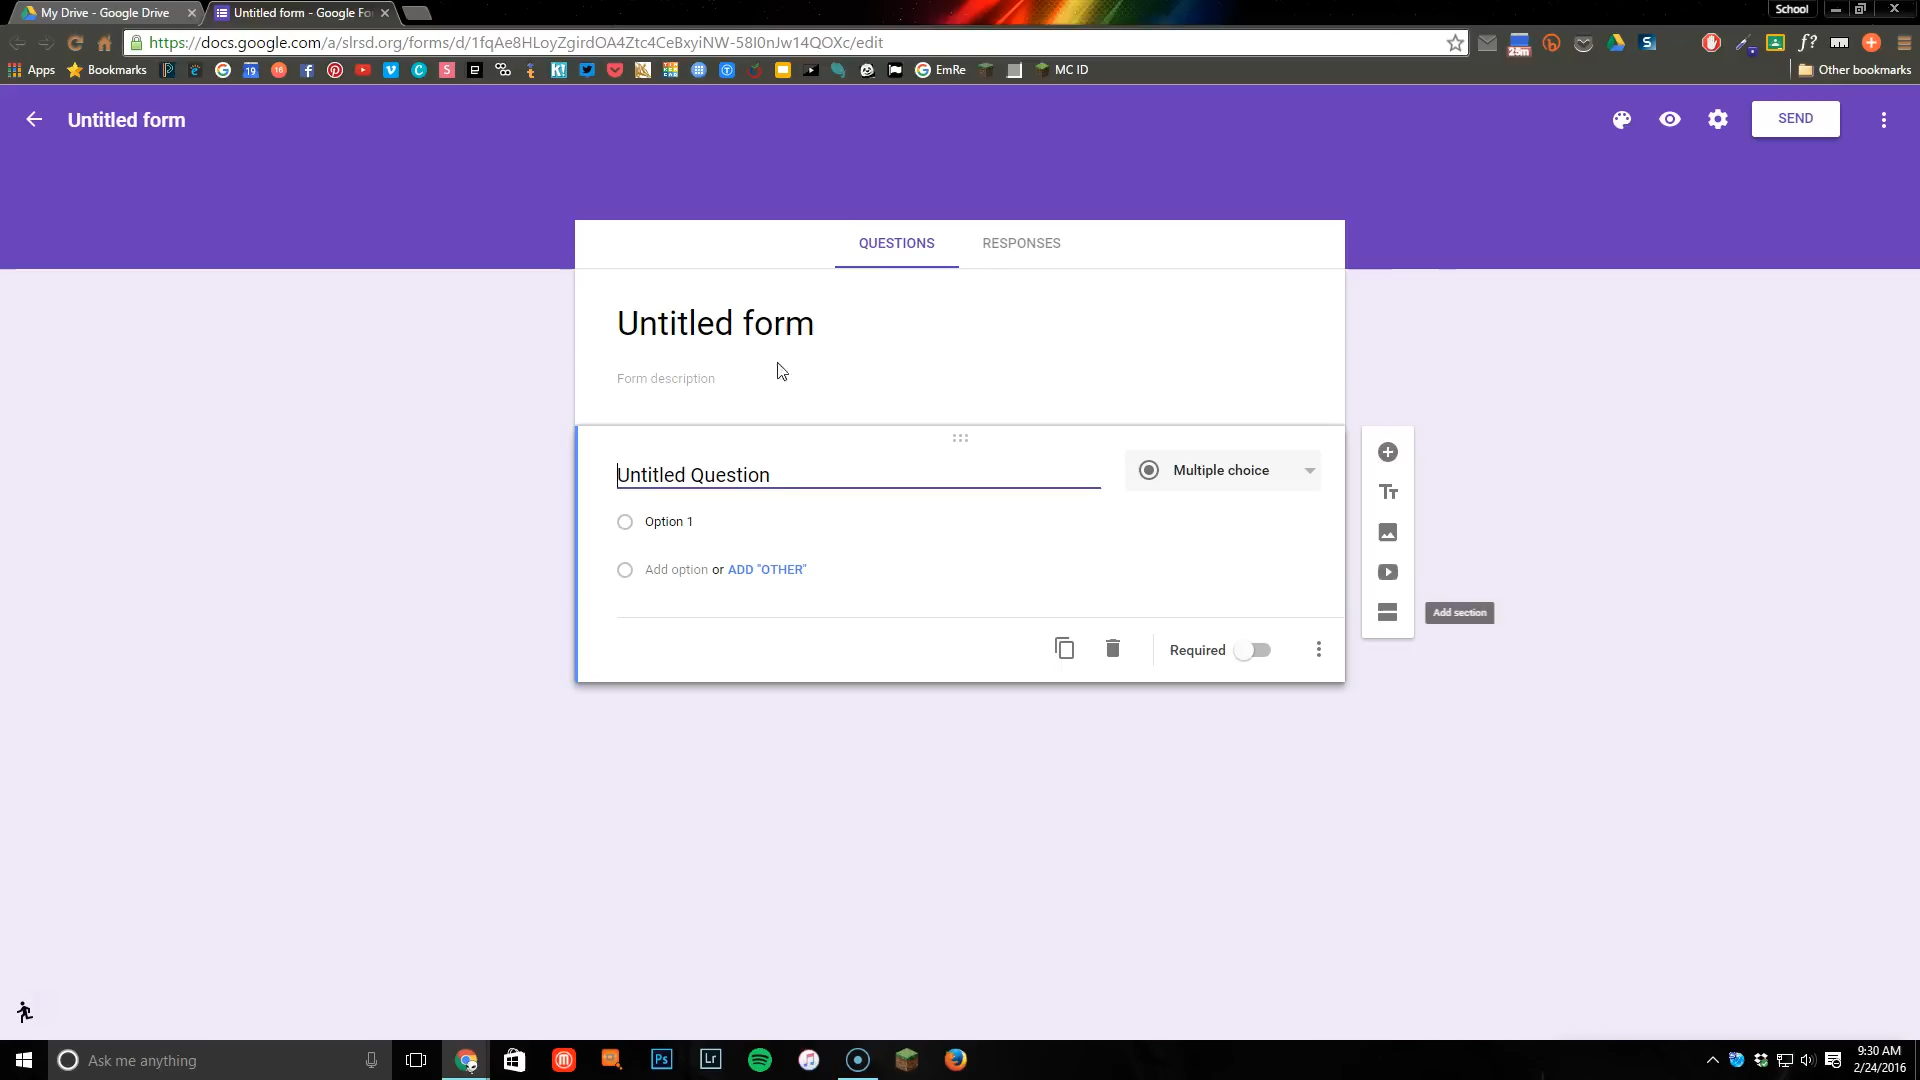 My Drive - Google Drive
Untitled form - Google Fo
School
https://docs.google.com/a/slrsd.org/forms/d/1fqAe8HLoyZgirdOA4Ztc4CeBxyiNW-58I0nJw14QOXc/edit
25m
f?
Apps
Bookmarks
EmRe
MC ID
Other bookmarks
Untitled form
SEND
QUESTIONS
RESPONSES
Untitled form
Form description
Untitled Question
Multiple choice
Option 1
Add option or ADD "OTHER"
Add section
Required
Ask me anything
Ps
Lr
9:30 AM
2/24/2016